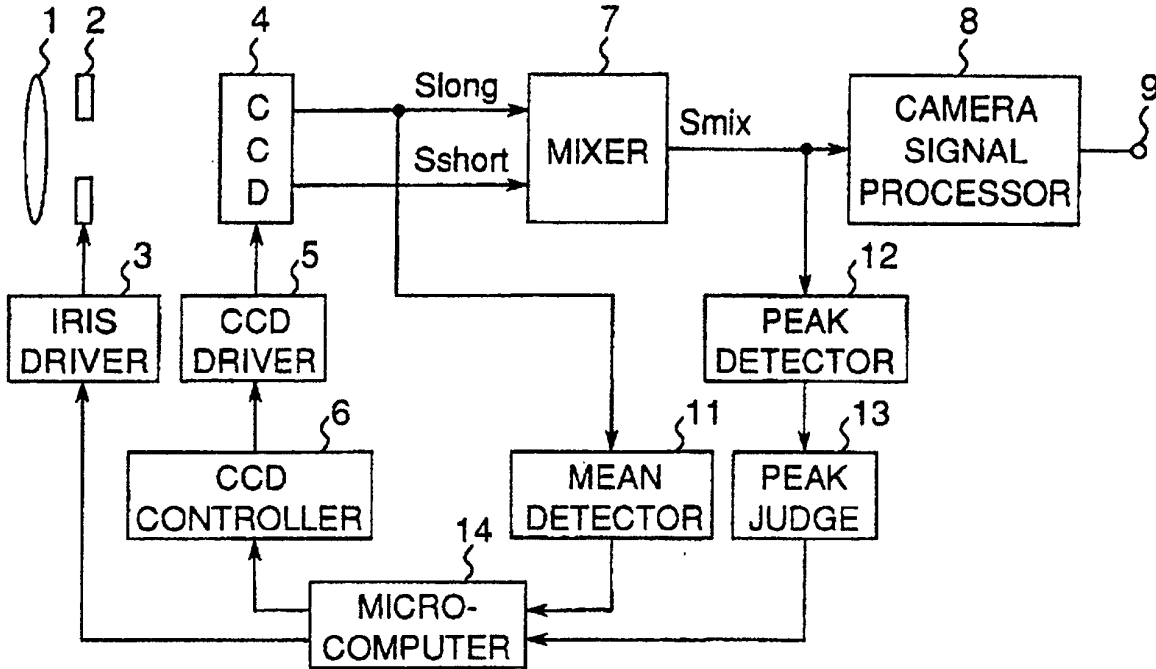 1
2
4
7
8
9
C
C
D
Slong
Sshort
MIXER
Smix
CAMERA
SIGNAL
PROCESSOR
3
5
12
IRIS
DRIVER
CCD
DRIVER
PEAK
DETECTOR
6
11
13
CCD
CONTROLLER
MEAN
DETECTOR
PEAK
JUDGE
14
MICRO-
COMPUTER